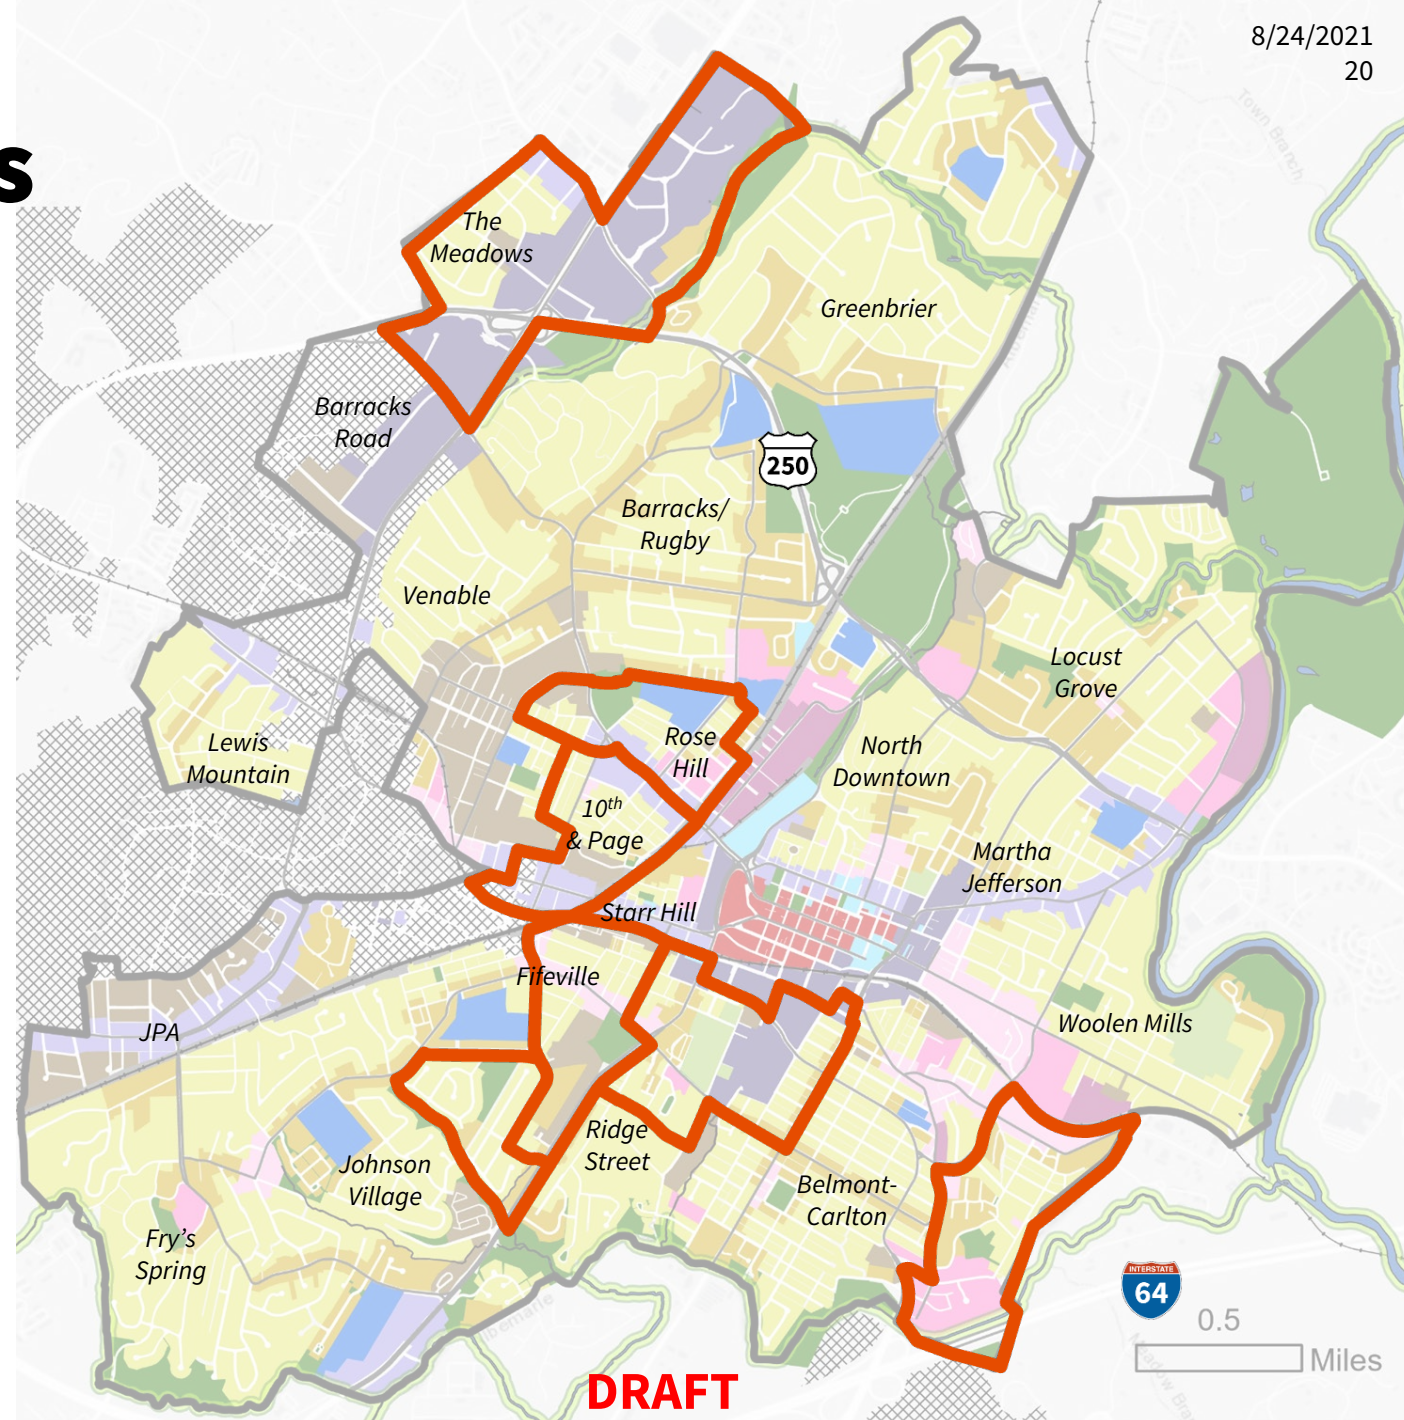 8/24/2021
20
s
The
Meadows
Greenbrier
Barracks
Road
250
Barracks/
Rugby
Venable
Locust
Grove
Rose
Hill
Lewis
Mountain
North
Downtown
10th
& Page
Martha
Jefferson
Starr Hill
Fifeville
JPA
Woolen Mills
Ridge
Street
Johnson
Village
Belmont-
Carlton
Fry’s
Spring
INTERSTATE
64
0.5
Miles
DRAFT
Town Branch